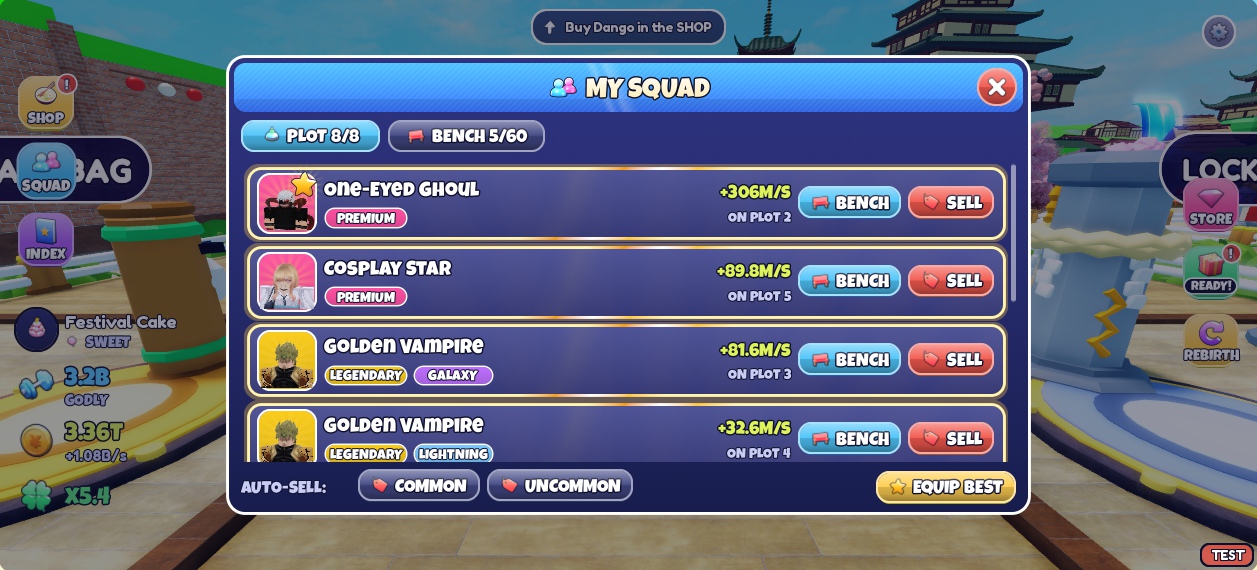 Buy Dango in the SHOP
MY SQUAD
PLOT 8/8
BENCH 5/60
One-Eyed Ghoul
PREMIUM
+306M/S
ON PLOT 2
BENCH
SELL
Cosplay Star
PREMIUM
+89.8M/S
ON PLOT 5
BENCH
SELL
Golden Vampire
LEGENDARY
GALAXY
+81.6M/S
ON PLOT 3
BENCH
SELL
Golden Vampire
LEGENDARY
LIGHTNING
+32.6M/S
ON PLOT 4
BENCH
SELL
AUTO-SELL:
COMMON
UNCOMMON
EQUIP BEST
SHOP
BAG
SQUAD
INDEX
Festival Cake
SWEET
3.2B
GODLY
3.36T
+1.08B/s
X5.4
LOCK
STORE
READY!
REBIRTH
TEST